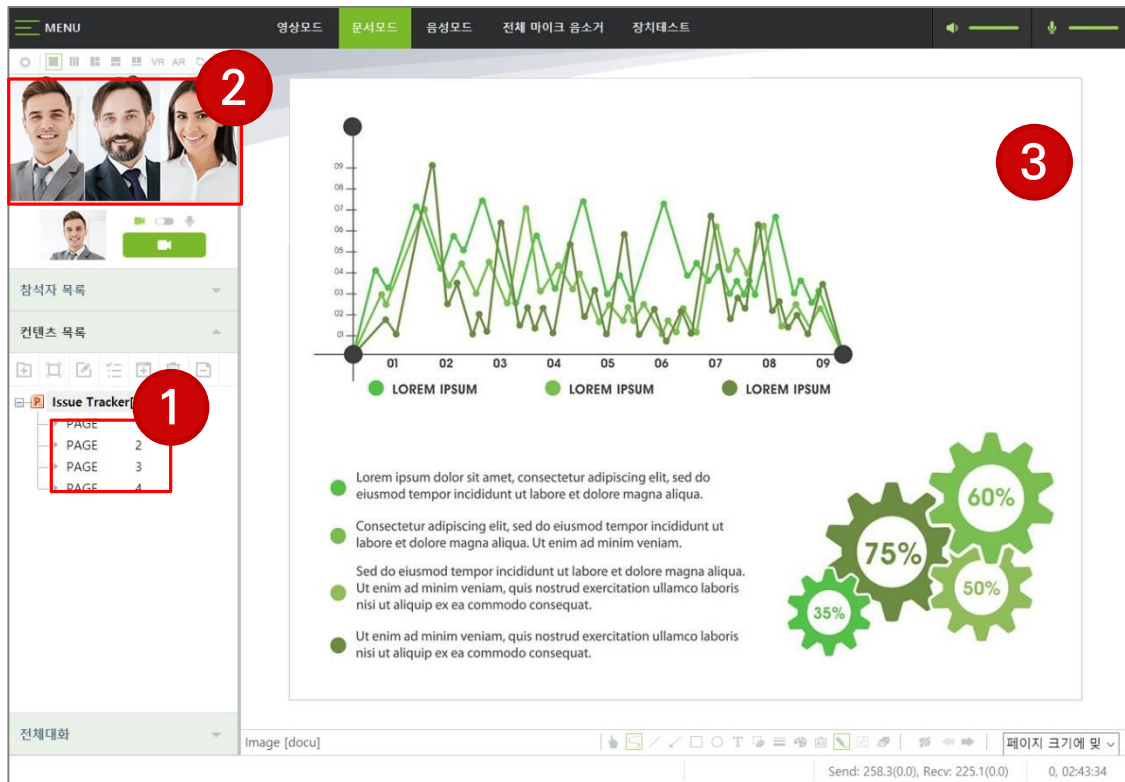 MENU
영상모드 문서모드 음성모드 전체 마이크 음소거 장치테스트
VR AR
2
3
참석자 목록
컨텐츠 목록
1
Issue Tracker[
PAGE
PAGE 2
PAGE 3
PAGE 4
전체대화
09
08
07
06
05
04
03
02
01
01 02 03 04 05 06 07 08 09
LOREM IPSUM LOREM IPSUM LOREM IPSUM
Lorem ipsum dolor sit amet, consectetur adipiscing elit, sed do
eiusmod tempor incididunt ut labore et dolore magna aliqua.
Consectetur adipiscing elit, sed do eiusmod tempor incididunt ut
labore et dolore magna aliqua. Ut enim ad minim veniam.
Sed do eiusmod tempor incididunt ut labore et dolore magna aliqua.
Ut enim ad minim veniam, quis nostrud exercitation ullamco laboris
nisi ut aliquip ex ea commodo consequat.
Ut enim ad minim veniam, quis nostrud exercitation ullamco laboris
nisi ut aliquip ex ea commodo consequat.
60%
75%
50%
35%
Image [docu]
T
페이지 크기에 맞
Send: 258.3(0.0), Recv: 225.1(0.0) 0, 02:43:34